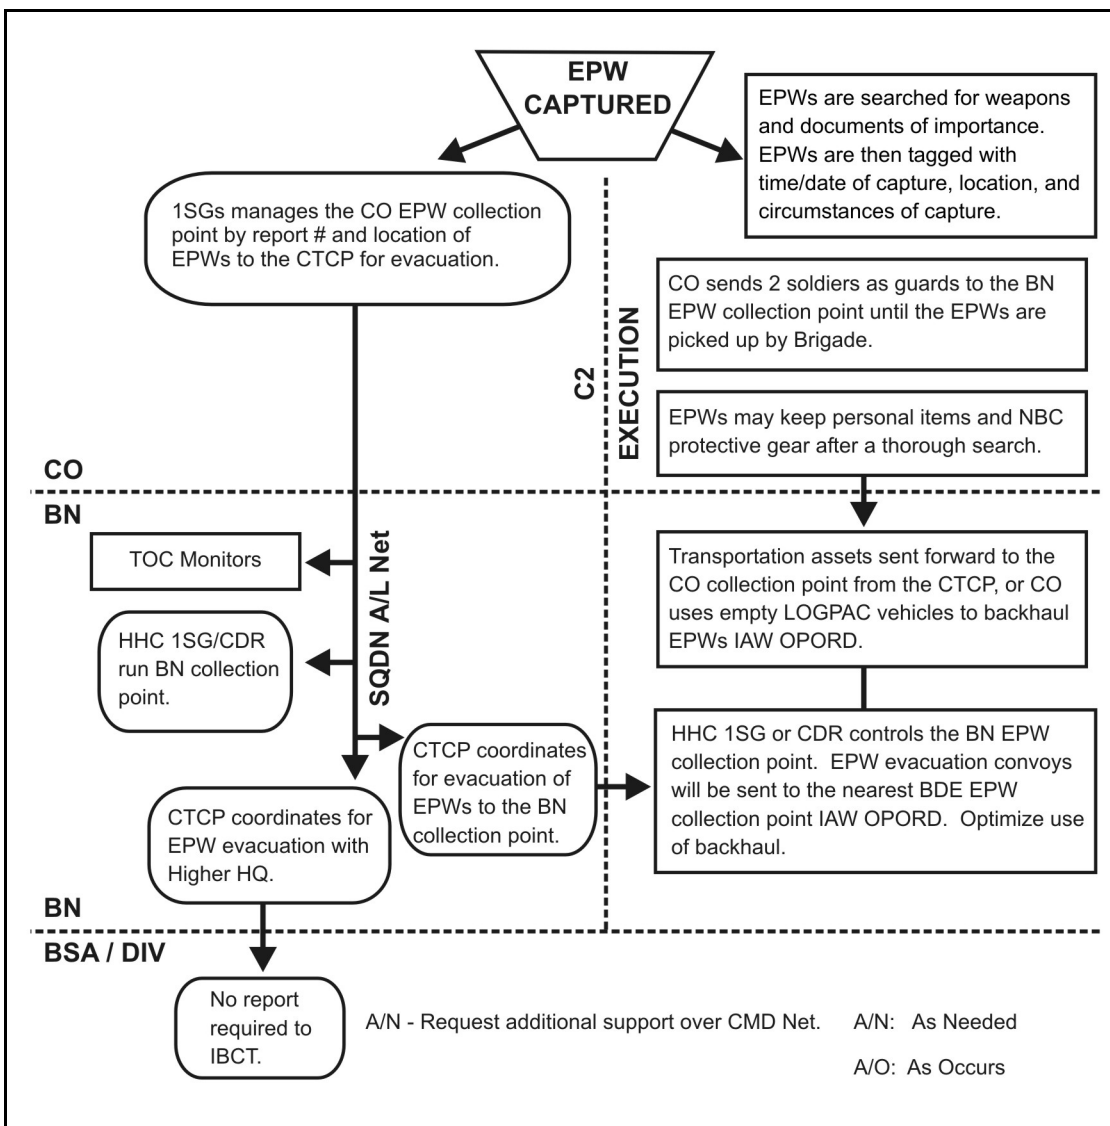 EPW
CAPTURED
EPWs are searched for weapons
and documents of importance.
EPWs are then tagged with
time/date of capture, location, and
circumstances of capture.
1SGs manages the CO EPW collection
point by report # and location of
EPWs to the CTCP for evacuation.
C2
EXECUTION
CO sends 2 soldiers as guards to the BN
EPW collection point until the EPWs are
picked up by Brigade.
EPWs may keep personal items and NBC
protective gear after a thorough search.
CO
BN
TOC Monitors
SQDN A/L Net
HHC 1SG/CDR
run BN collection
point.
Transportation assets sent forward to the
CO collection point from the CTCP, or CO
uses empty LOGPAC vehicles to backhaul
EPWs IAW OPORD.
CTCP coordinates
for evacuation of
EPWs to the BN
collection point.
HHC 1SG or CDR controls the BN EPW
collection point.  EPW evacuation convoys
will be sent to the nearest BDE EPW
collection point IAW OPORD.  Optimize use
of backhaul.
CTCP coordinates for
EPW evacuation with
Higher HQ.
BN
BSA / DIV
No report
required to
IBCT.
A/N - Request additional support over CMD Net.
A/N:   As Needed
A/O:  As Occurs